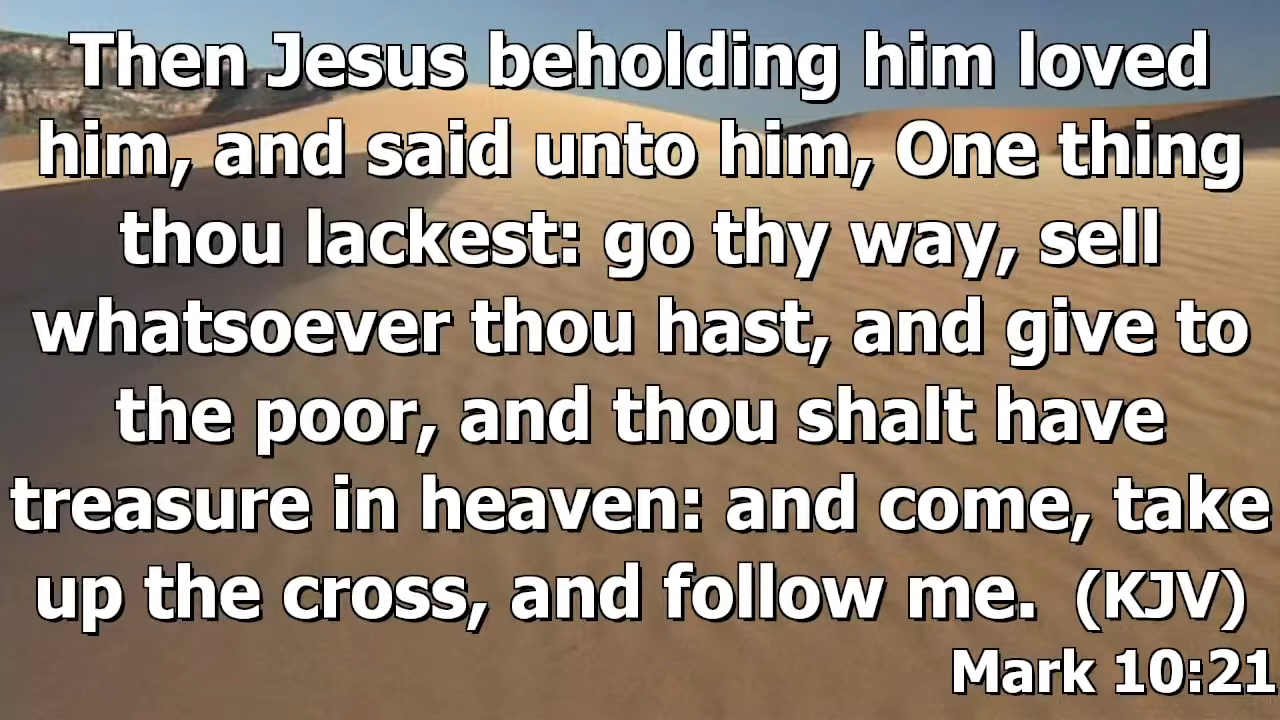 Then Jesus beholding him loved
him, and said unto him, One thing
thou lackest: go thy way, sell
whatsoever thou hast, and give to
the poor, and thou shalt have
treasure in heaven: and come, take
up the cross, and follow me. (KJV)
Mark 10:21